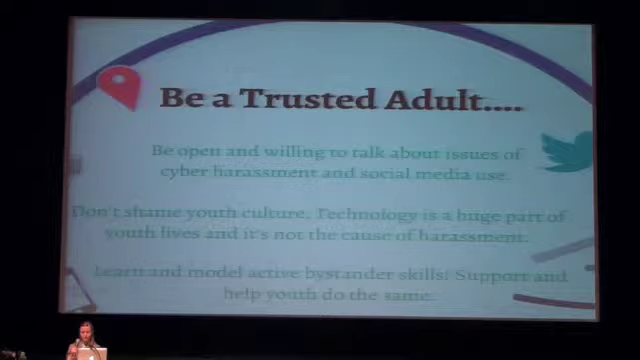 Be a Trusted Adult....
Be open and willing to talk about issues of
cyber harassment and social media use.
Don't shame youth culture. Technology is a huge part of
youth lives and it's not the cause of harassment.
Learn and model active bystander skills! Support and
help youth do the same.